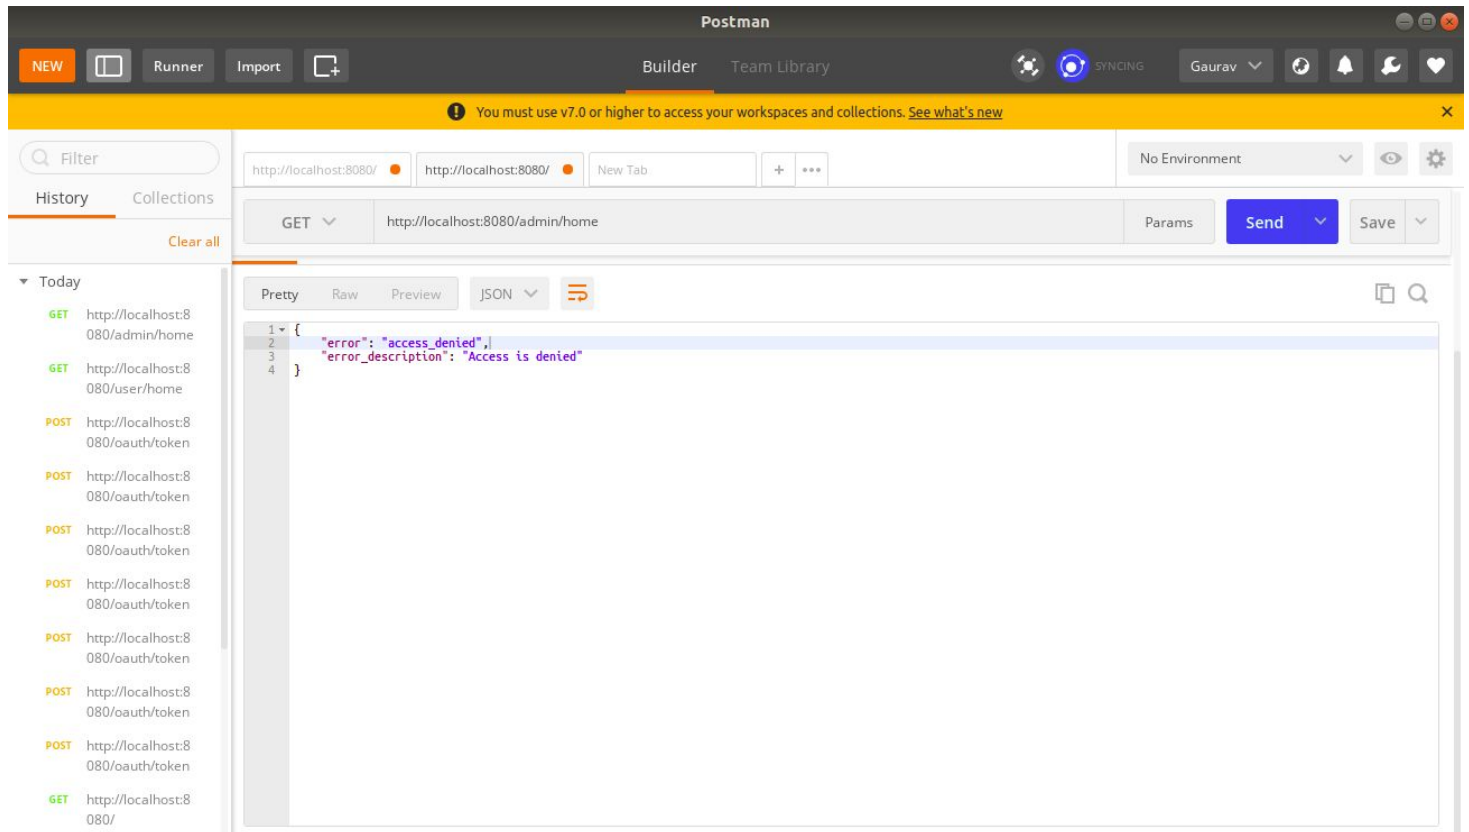 Postman
NEW
Runner
Import
Builder
Team Library
SYNCING
Gaurav
You must use v7.0 or higher to access your workspaces and collections. See what's new
Filter
History
Collections
Clear all
Today
GET http://localhost:8
080/admin/home
GET http://localhost:8
080/user/home
POST http://localhost:8
080/oauth/token
POST http://localhost:8
080/oauth/token
POST http://localhost:8
080/oauth/token
POST http://localhost:8
080/oauth/token
POST http://localhost:8
080/oauth/token
POST http://localhost:8
080/oauth/token
POST http://localhost:8
080/oauth/token
GET http://localhost:8
080/
http://localhost:8080/
http://localhost:8080/
New Tab
No Environment
GET
http://localhost:8080/admin/home
Params
Send
Save
Pretty
Raw
Preview
JSON
1 {
2 "error": "access_denied",
3 "error_description": "Access is denied"
4 }